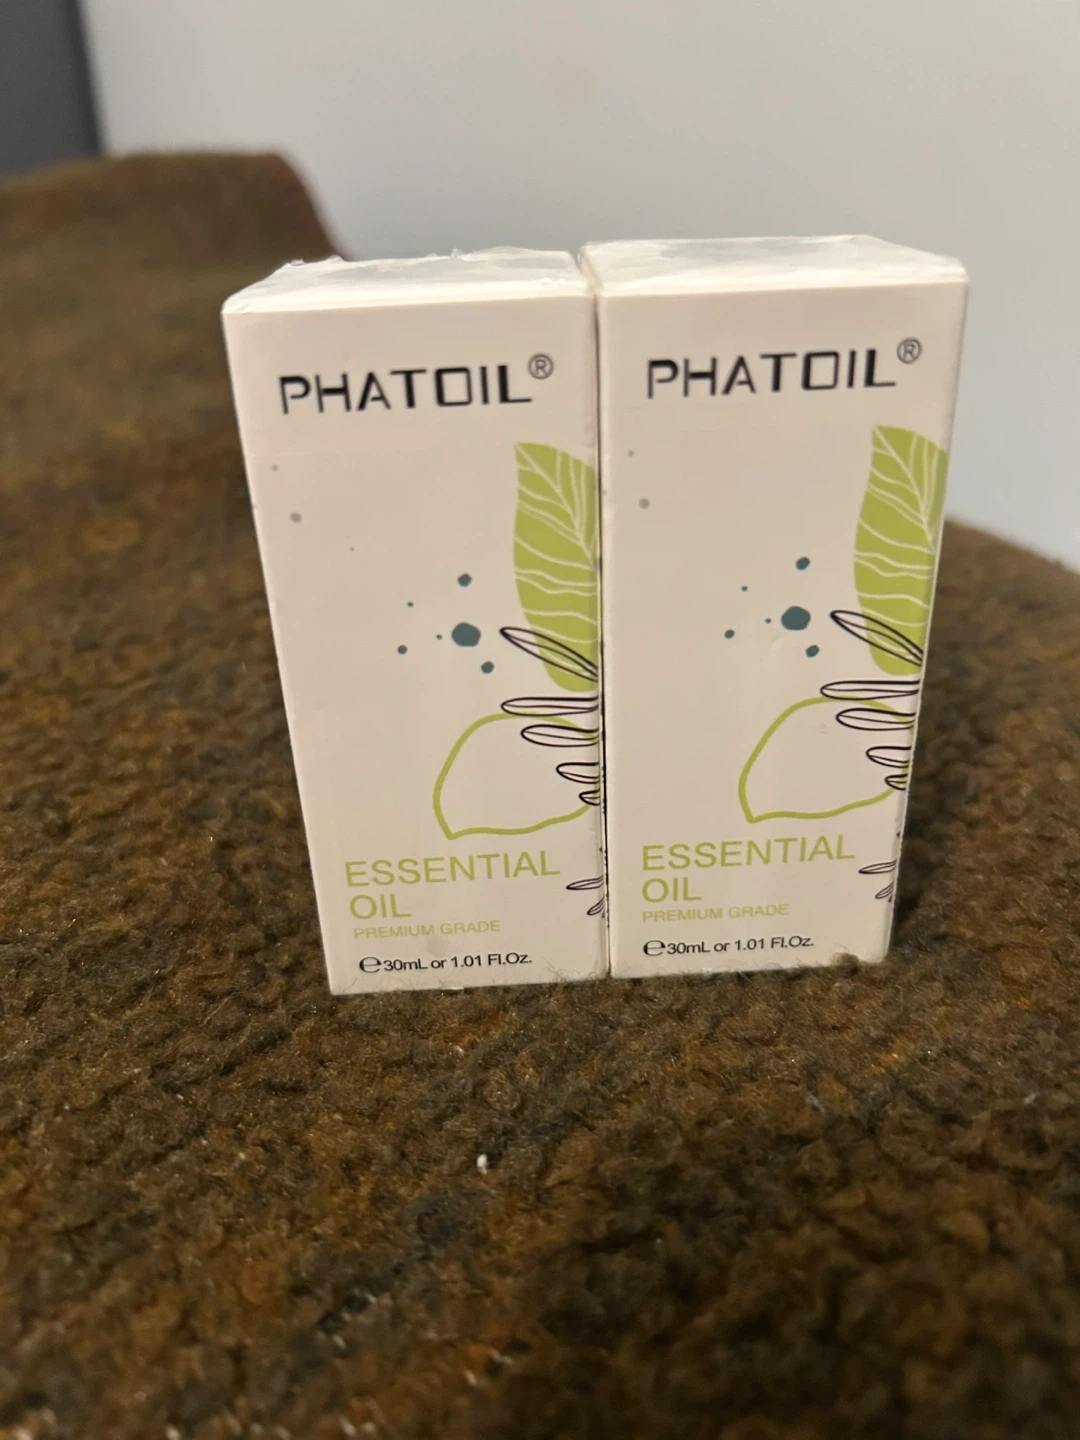 PHATOIL®
ESSENTIAL
OIL
PREMIUM GRADE
℮30mL or 1.01 Fl.Oz.
PHATOIL®
ESSENTIAL
OIL
PREMIUM GRADE
℮30mL or 1.01 Fl.Oz.